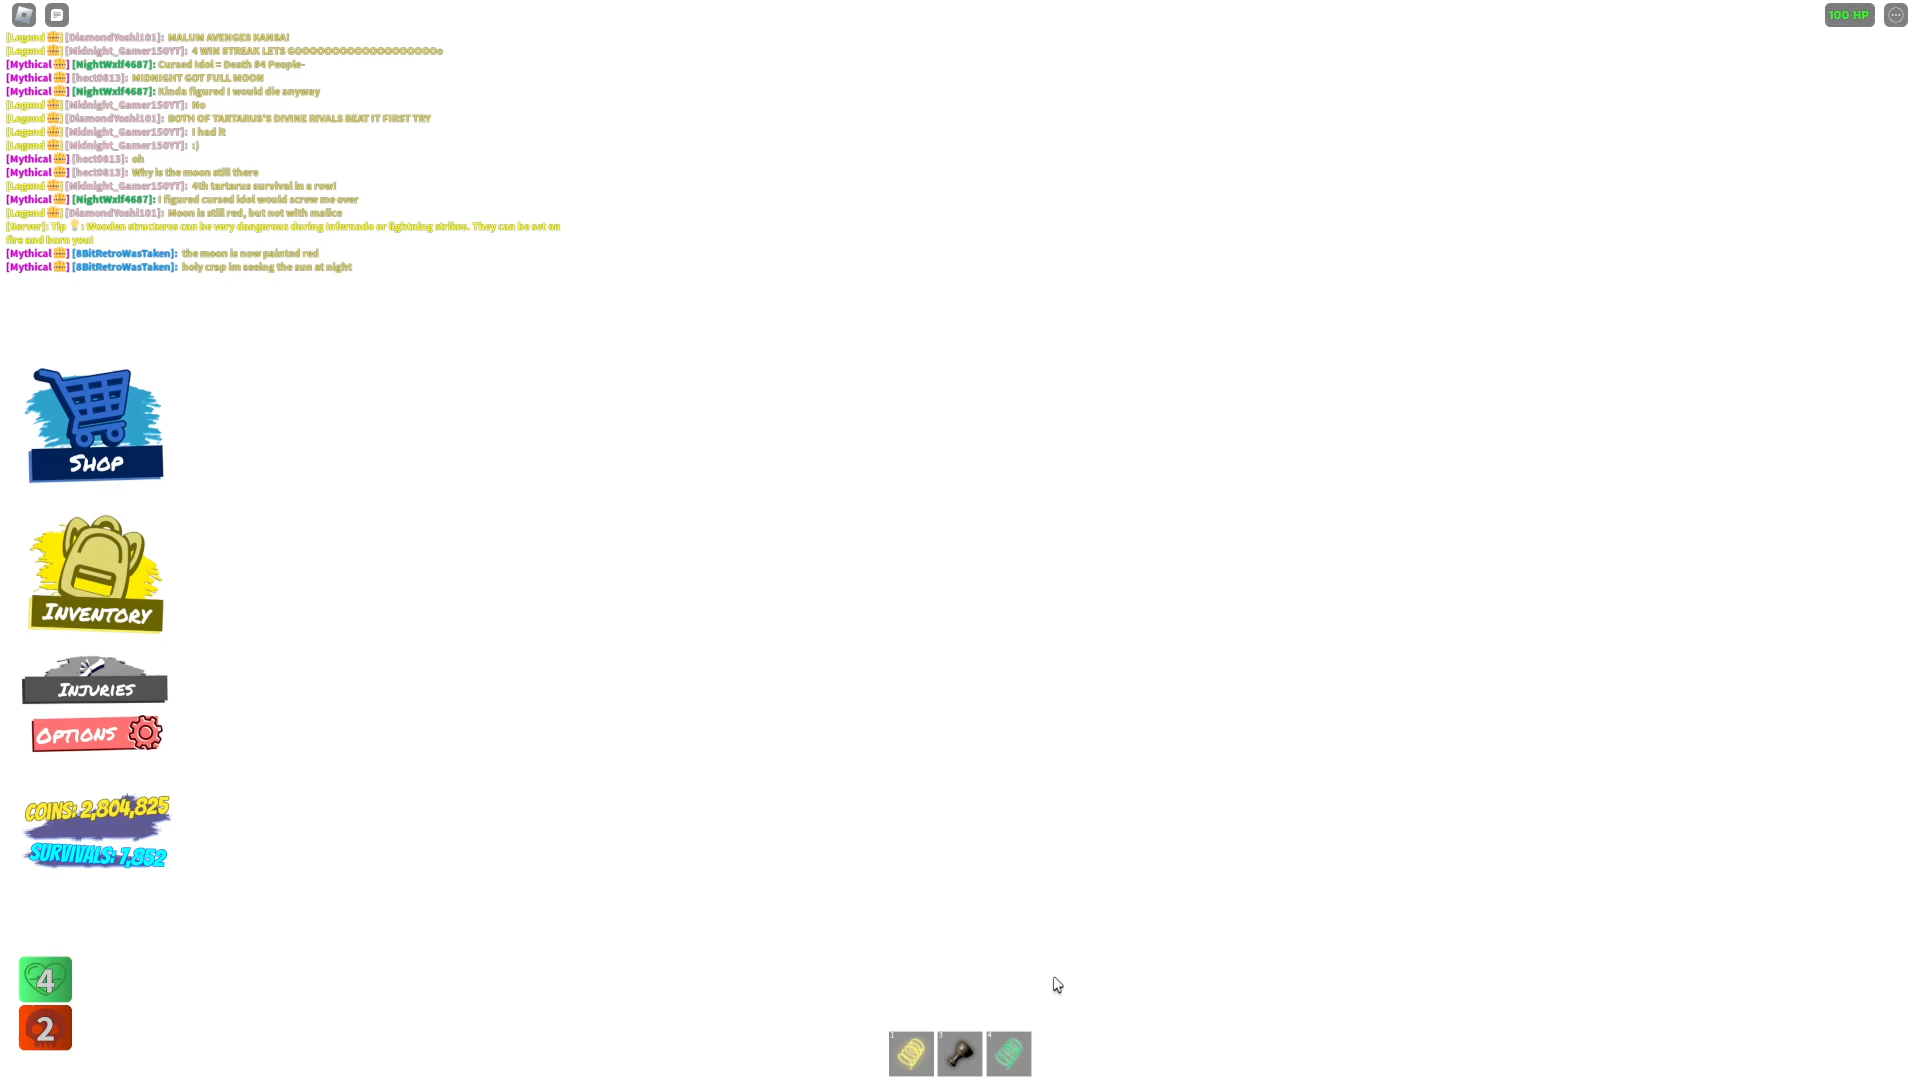 100 HP
[Legend] [DiamondYoshi101]: MALUM AVENGES KANSA!
[Legend] [Midnight_Gamer150YT]: 4 WIN STREAK LETS GOOOOOOOOOOOOOOOOOOOo
[Mythical] [NightWxlf4687]: Cursed Idol = Death #4 People-
[Mythical] [hect0813]: MIDNIGHT GOT FULL MOON
[Mythical] [NightWxlf4687]: Kinda figured I would die anyway
[Legend] [Midnight_Gamer150YT]: No
[Legend] [DiamondYoshi101]: BOTH OF TARTARUS'S DIVINE RIVALS BEAT IT FIRST TRY
[Legend] [Midnight_Gamer150YT]: I had it
[Legend] [Midnight_Gamer150YT]: :)
[Mythical] [hect0813]: oh
[Mythical] [hect0813]: Why is the moon still there
[Legend] [Midnight_Gamer150YT]: 4th tartarus survival in a row!
[Mythical] [NightWxlf4687]: I figured cursed idol would screw me over
[Legend] [DiamondYoshi101]: Moon is still red, but not with malice
[Server]: Tip 💡: Wooden structures can be very dangerous during Infernado or lightning strikes. They can be set on
fire and burn you!
[Mythical] [8BitRetroWasTaken]: the moon is now painted red
[Mythical] [8BitRetroWasTaken]: holy crap im seeing the sun at night
SHOP
INVENTORY
INJURIES
OPTIONS
COINS: 2,804,825
SURVIVALS: 7,852
4
2
1
3
4